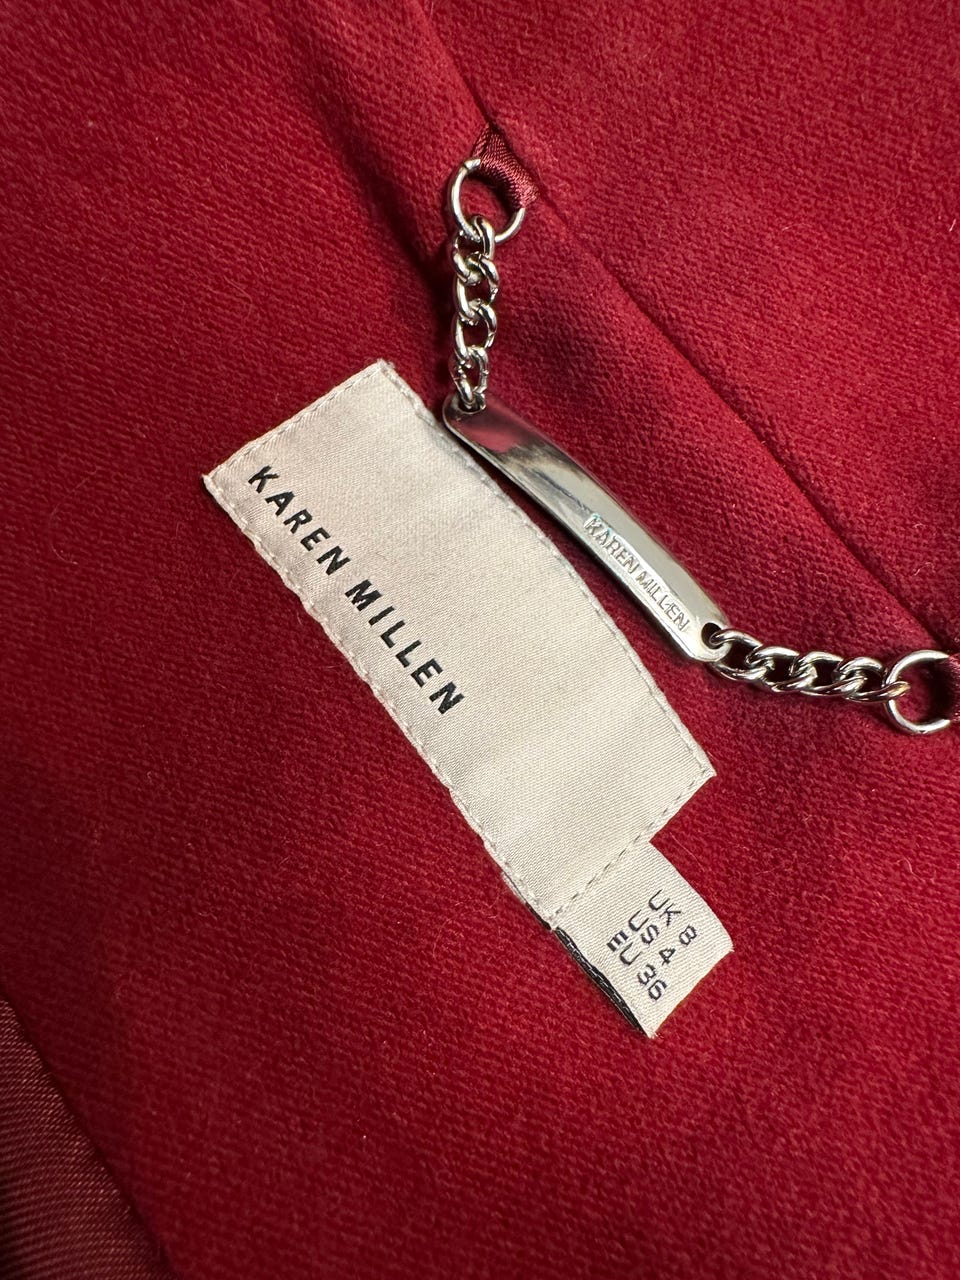 KAREN MILLEN
KAREN MILLEN
UK 8
US 4
EU 36